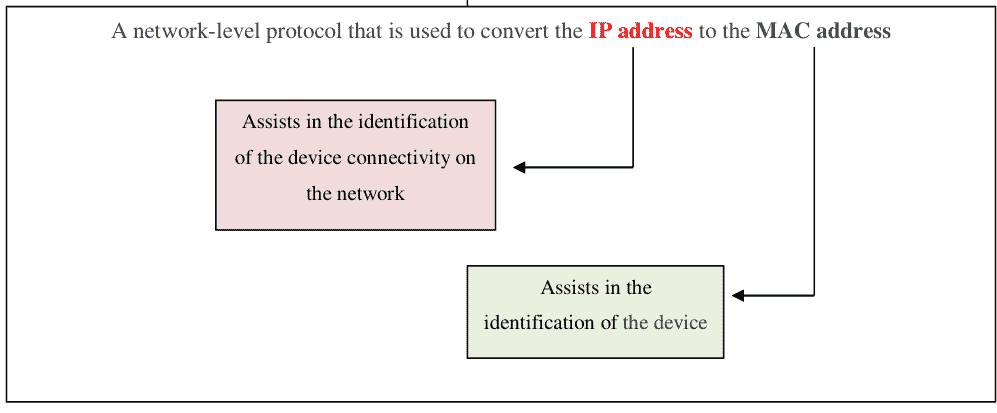 A network-level protocol that is used to convert the IP address to the MAC address
Assists in the identification
of the device connectivity on
the network
Assists in the
identification of the device